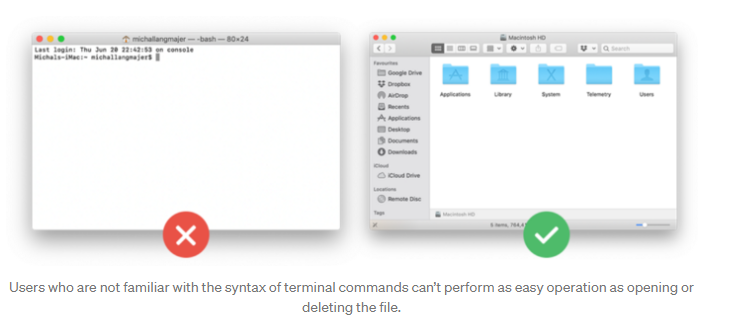 michallangmajer — -bash — 80×24
Last login: Thu Jun 20 22:42:53 on console
Michals-iMac:~ michallangmajer$
Macintosh HD
Search
Favourites
Google Drive
Dropbox
AirDrop
Recents
Applications
Desktop
Documents
Downloads
iCloud
iCloud Drive
Locations
Remote Disc
Tags
Applications
Library
System
Telemetry
Users
Macintosh HD
5 items,
Users who are not familiar with the syntax of terminal commands can't perform as easy operation as opening or
deleting the file.